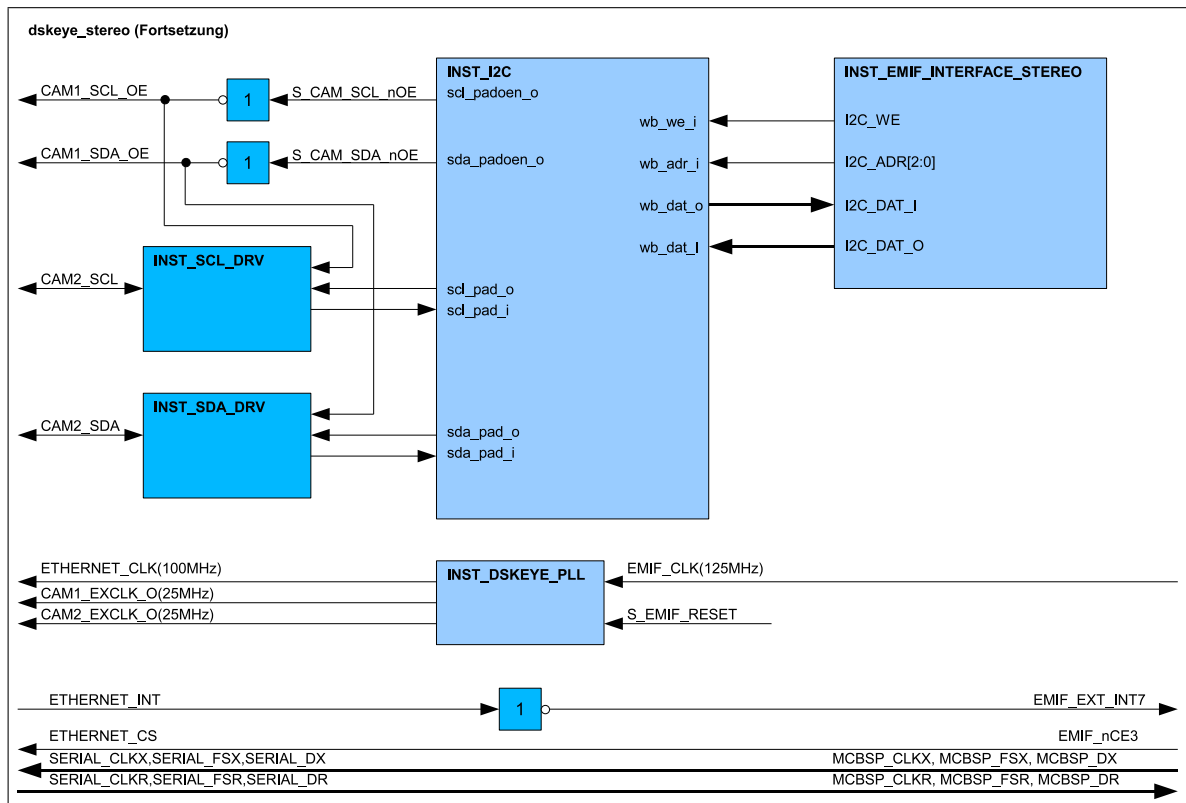 dskeye_stereo (Fortsetzung)
INST_I2C
INST_EMIF_INTERFACE_STEREO
CAM1_SCL_OE
1
S_CAM_SCL_nOE
scl_padoen_o
wb_we_i
I2C_WE
CAM1_SDA_OE
1
S_CAM_SDA_nOE
sda_padoen_o
wb_adr_i
I2C_ADR[2:0]
wb_dat_o
I2C_DAT_I
wb_dat_I
I2C_DAT_O
INST_SCL_DRV
CAM2_SCL
scl_pad_o
scl_pad_i
INST_SDA_DRV
CAM2_SDA
sda_pad_o
sda_pad_i
ETHERNET_CLK(100MHz)
INST_DSKEYE_PLL
EMIF_CLK(125MHz)
CAM1_EXCLK_O(25MHz)
CAM2_EXCLK_O(25MHz)
S_EMIF_RESET
ETHERNET_INT
1
EMIF_EXT_INT7
ETHERNET_CS
EMIF_nCE3
SERIAL_CLKX,SERIAL_FSX,SERIAL_DX
MCBSP_CLKX, MCBSP_FSX, MCBSP_DX
SERIAL_CLKR,SERIAL_FSR,SERIAL_DR
MCBSP_CLKR, MCBSP_FSR, MCBSP_DR